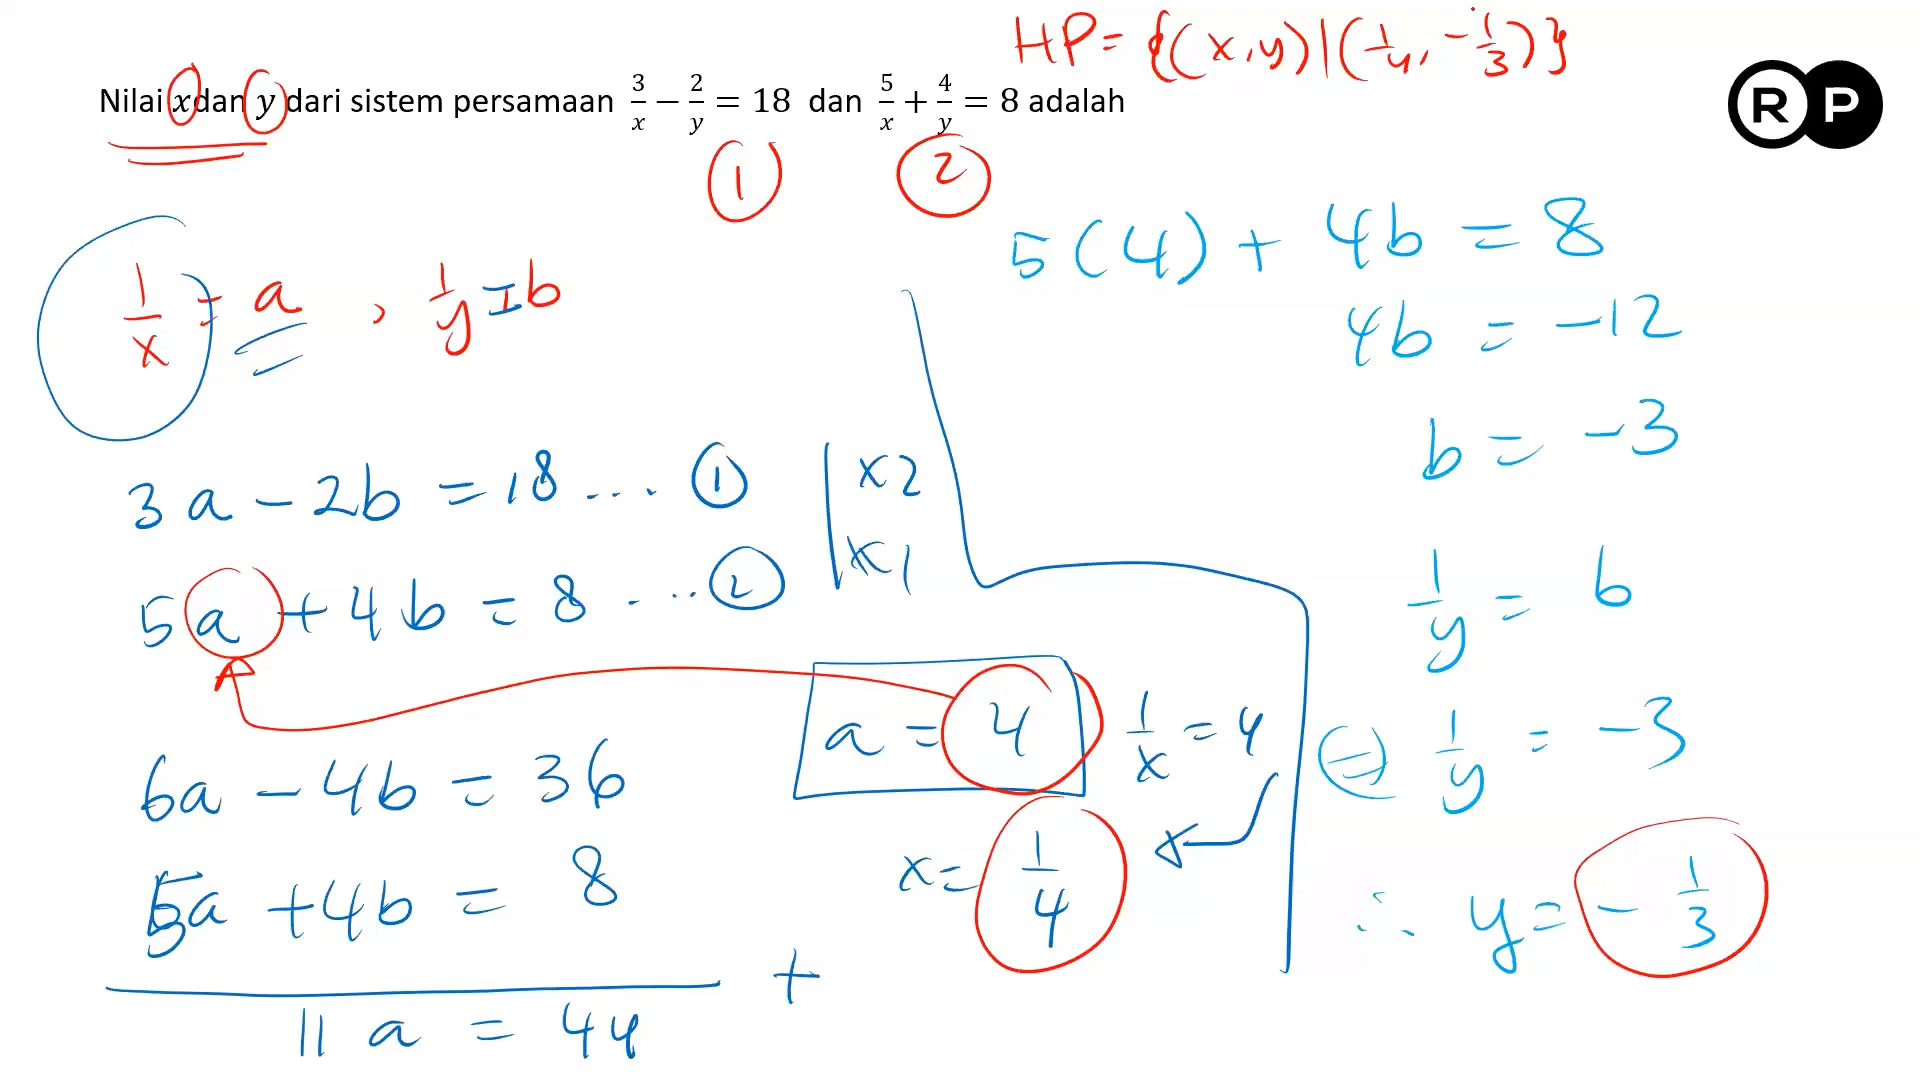 HP = {(x,y)|(1/4, -1/3)}
Nilai x dan y dari sistem persamaan 3/x − 2/y = 18 dan 5/x + 4/y = 8 adalah
RP
1 2
1/x = a , 1/y = b
3a − 2b = 18 ... 1 | x2
5a + 4b = 8 ... 2 | x1
6a − 4b = 36
5a + 4b = 8
+
11a = 44
a = 4
1/x = 4
x = 1/4
5(4) + 4b = 8
4b = −12
b = −3
1/y = b
⇔ 1/y = −3
∴ y = −1/3